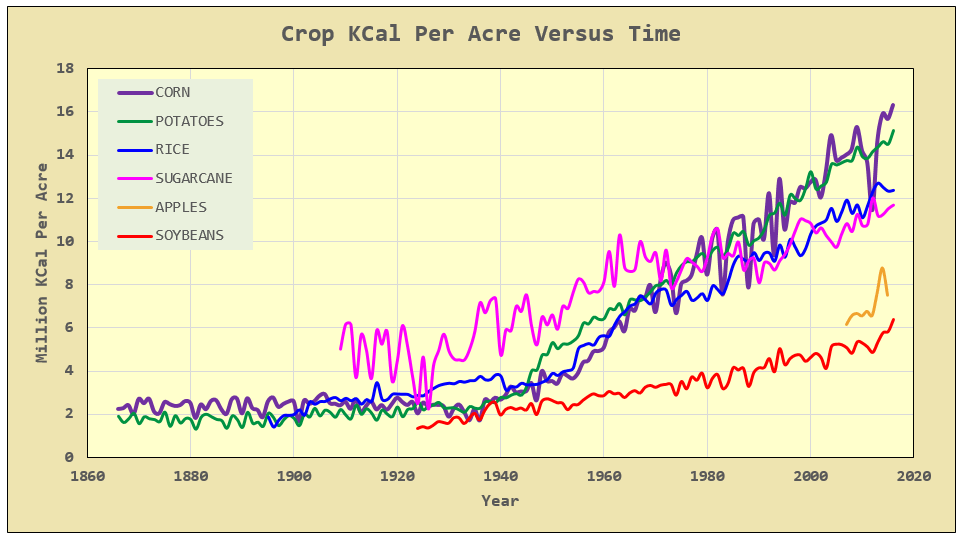 Crop KCal Per Acre Versus Time
Million KCal Per Acre
18
16
14
12
10
8
6
4
2
0
CORN
POTATOES
RICE
SUGARCANE
APPLES
SOYBEANS
1860 1880 1900 1920 1940 1960 1980 2000 2020
Year